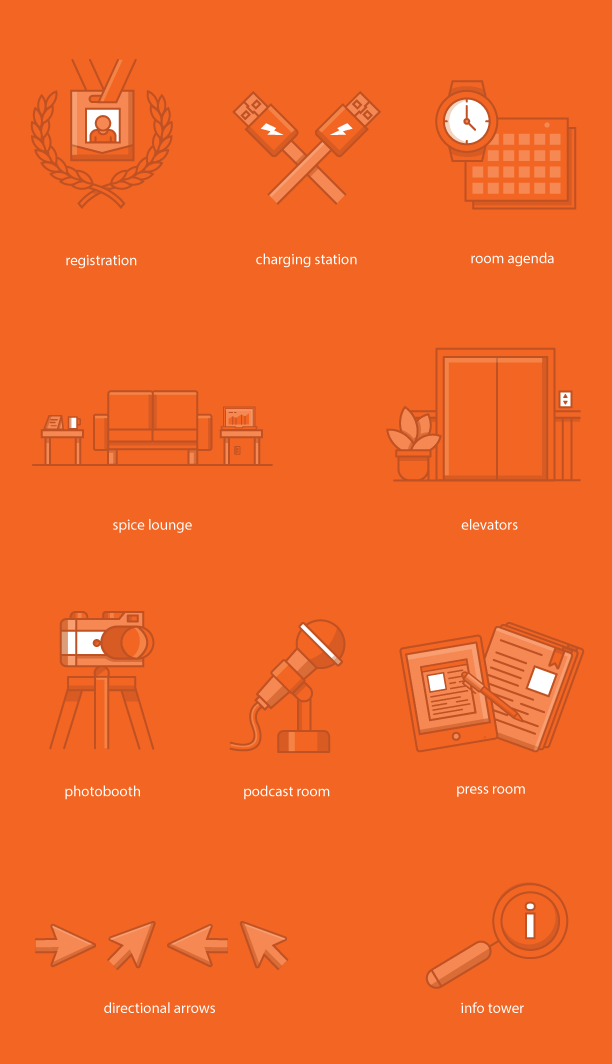 registration
charging station
room agenda
spice lounge
elevators
photobooth
podcast room
press room
i
directional arrows
info tower